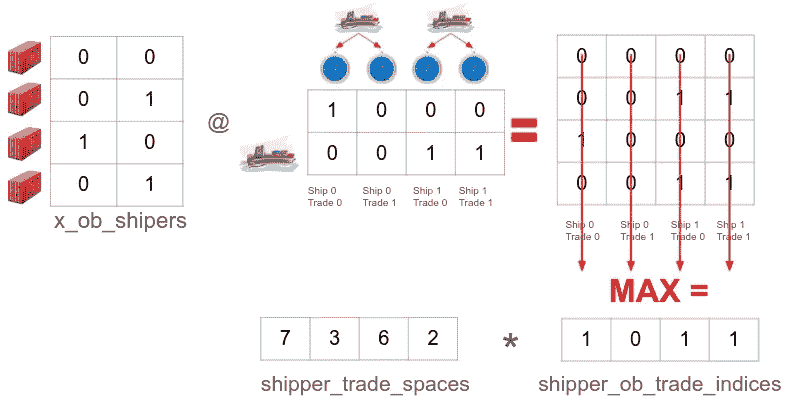 0 0
0 1
1 0
0 1
x_ob_shipers
@
1 0 0 0
0 0 1 1
Ship 0 Ship 0 Ship 1 Ship 1
Trade 0 Trade 1 Trade 0 Trade 1
=
0 0 0 0
0 0 1 1
1 0 0 0
0 0 1 1
Ship 0 Ship 0 Ship 1 Ship 1
Trade 0 Trade 1 Trade 0 Trade 1
MAX =
7 3 6 2
*
1 0 1 1
shipper_trade_spaces
shipper_ob_trade_indices